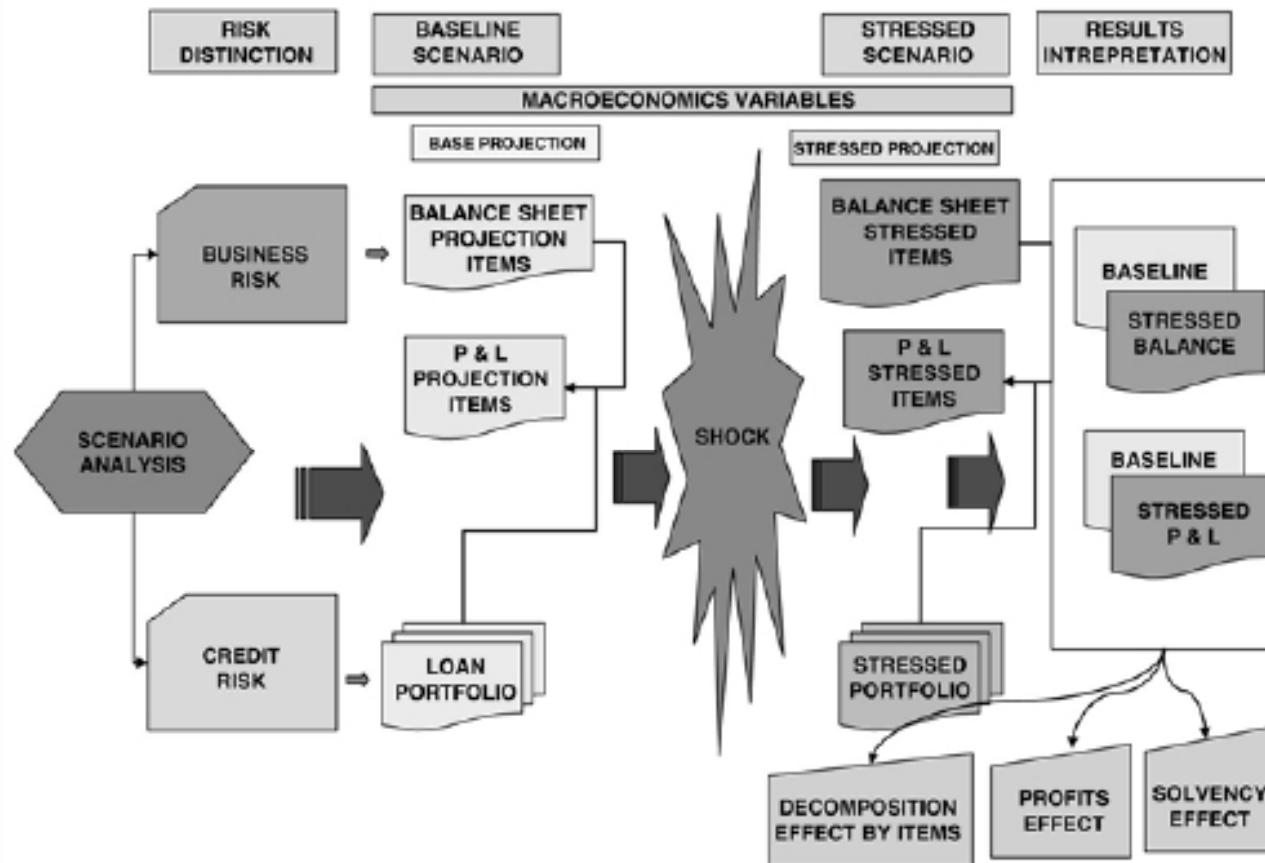 RISK
DISTINCTION
BASELINE
SCENARIO
STRESSED
SCENARIO
RESULTS
INTREPRETATION
MACROECONOMICS VARIABLES
BASE PROJECTION
STRESSED PROJECTION
BUSINESS
RISK
BALANCE SHEET
PROJECTION
ITEMS
BALANCE SHEET
STRESSED
ITEMS
BASELINE
STRESSED
BALANCE
P & L
PROJECTION
ITEMS
P & L
STRESSED
ITEMS
SCENARIO
ANALYSIS
SHOCK
BASELINE
STRESSED
P & L
CREDIT
RISK
LOAN
PORTFOLIO
STRESSED
PORTFOLIO
DECOMPOSITION
EFFECT BY ITEMS
PROFITS
EFFECT
SOLVENCY
EFFECT